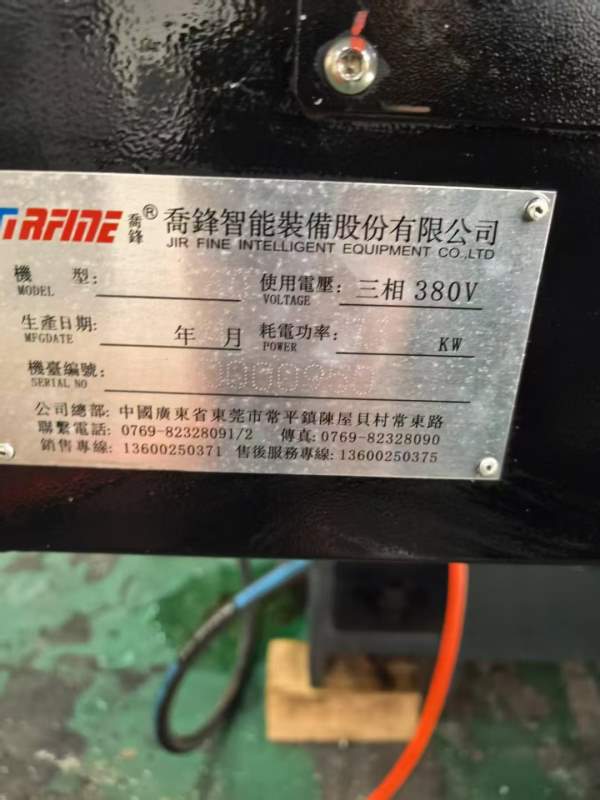 JIRFINE 喬鋒® 喬鋒智能裝備股份有限公司
JIR FINE INTELLIGENT EQUIPMENT CO.,LTD
機 型: 使用電壓: 三相 380V
MODEL VOLTAGE
生產日期: 年 月 耗電功率: KW
MFGDATE POWER
機臺編號:
SERIAL NO
公司總部: 中國廣東省東莞市常平鎮陳屋貝村常東路
聯繫電話: 0769-82328091/2 傳真:0769-82328090
銷售專線: 13600250371 售後服務專線:13600250375